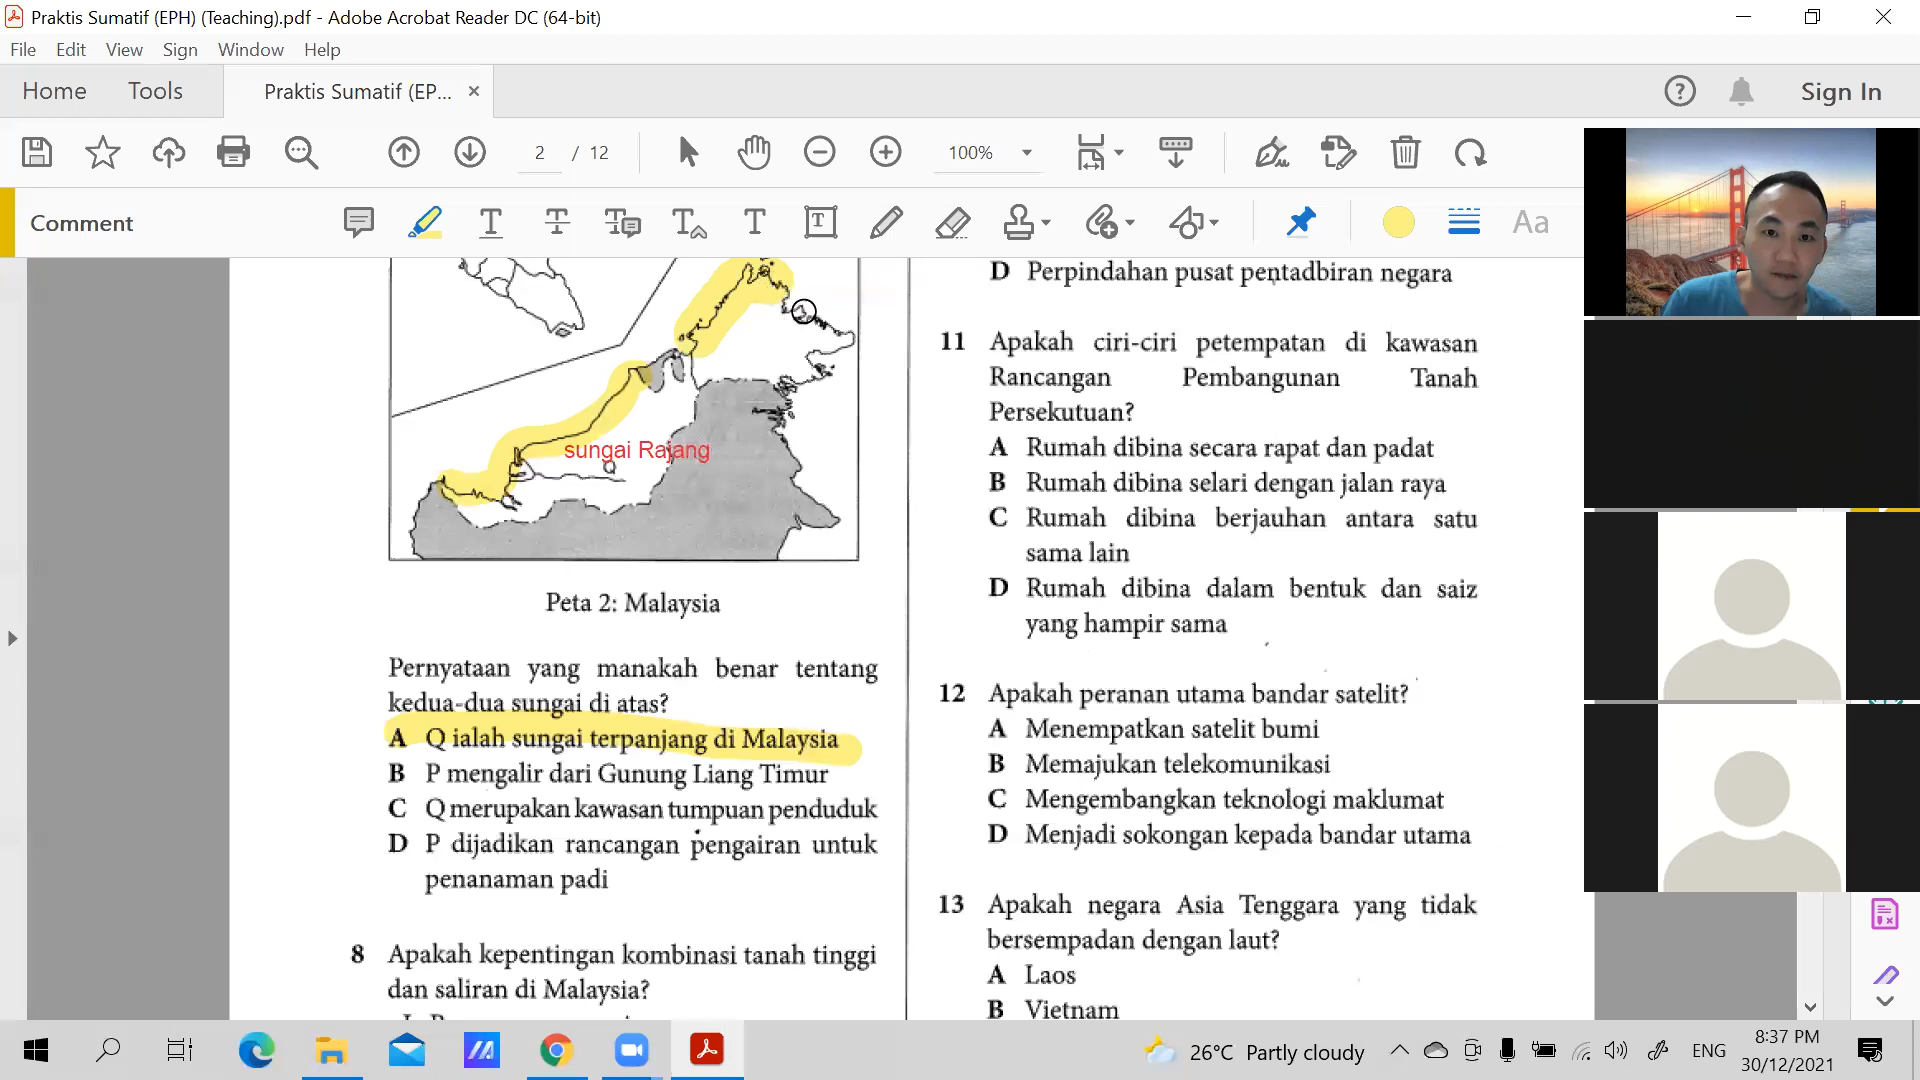 Praktis Sumatif (EPH) (Teaching).pdf - Adobe Acrobat Reader DC (64-bit)
File Edit View Sign Window Help
Home Tools Praktis Sumatif (EP... × Sign In
2 / 12 100%
Comment Aa
sungai Rajang
Q
Peta 2: Malaysia
Pernyataan yang manakah benar tentang
kedua-dua sungai di atas?
A Q ialah sungai terpanjang di Malaysia
B P mengalir dari Gunung Liang Timur
C Q merupakan kawasan tumpuan penduduk
D P dijadikan rancangan pengairan untuk
penanaman padi
8 Apakah kepentingan kombinasi tanah tinggi
dan saliran di Malaysia?
D Perpindahan pusat pentadbiran negara
11 Apakah ciri-ciri petempatan di kawasan
Rancangan Pembangunan Tanah
Persekutuan?
A Rumah dibina secara rapat dan padat
B Rumah dibina selari dengan jalan raya
C Rumah dibina berjauhan antara satu
sama lain
D Rumah dibina dalam bentuk dan saiz
yang hampir sama
12 Apakah peranan utama bandar satelit?
A Menempatkan satelit bumi
B Memajukan telekomunikasi
C Mengembangkan teknologi maklumat
D Menjadi sokongan kepada bandar utama
13 Apakah negara Asia Tenggara yang tidak
bersempadan dengan laut?
A Laos
B Vietnam
26°C Partly cloudy ENG 8:37 PM
30/12/2021